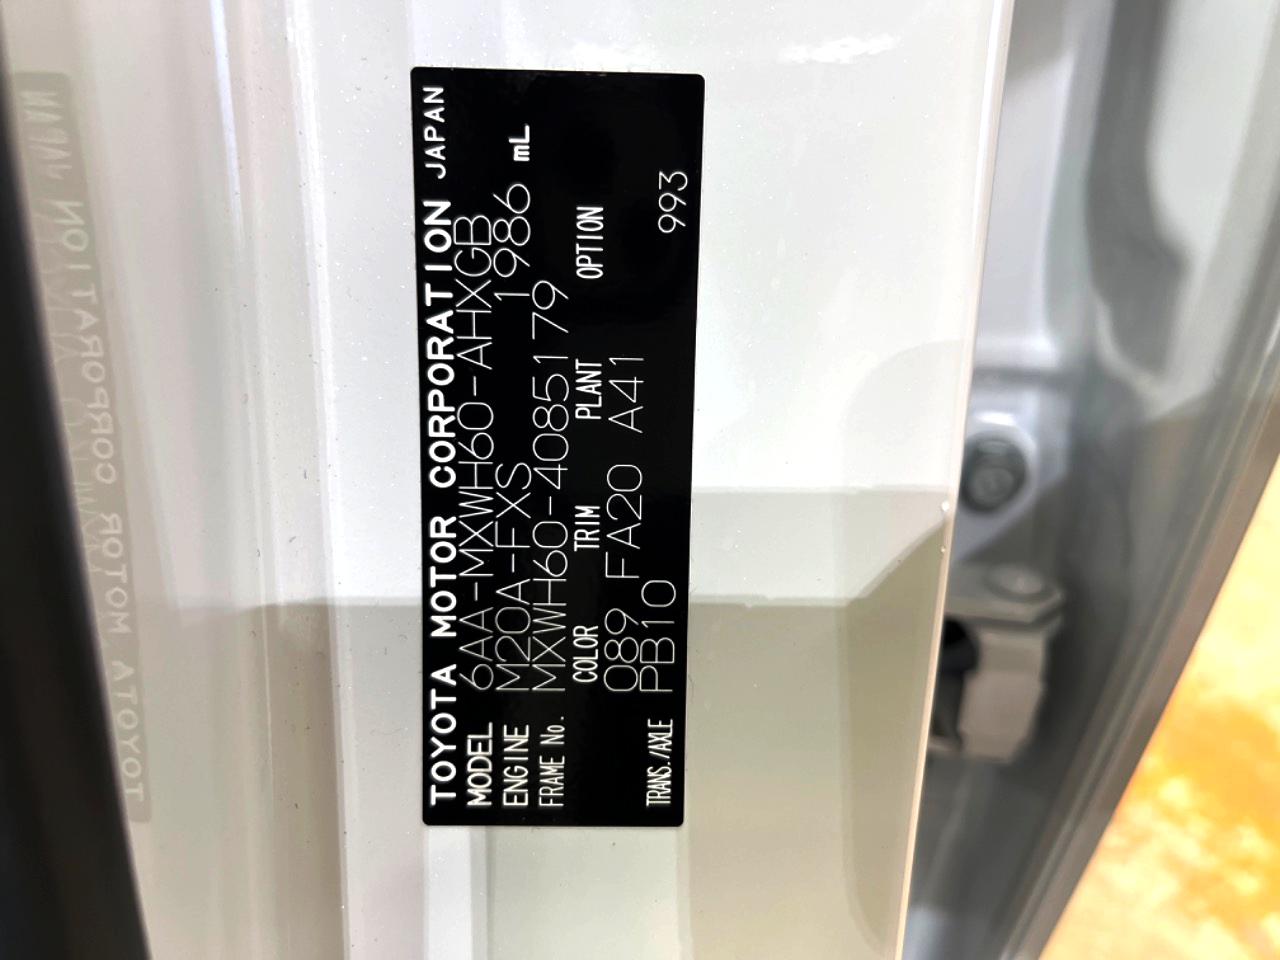 TOYOTA MOTOR CORPORATION JAPAN
MODEL 6AA-MXWH60-AHXGB
ENGINE M20A-FXS 1986 mL
FRAME No. MXWH60-4085179
COLOR TRIM PLANT OPTION
089 FA20 A41
TRANS./AXLE PB10 993